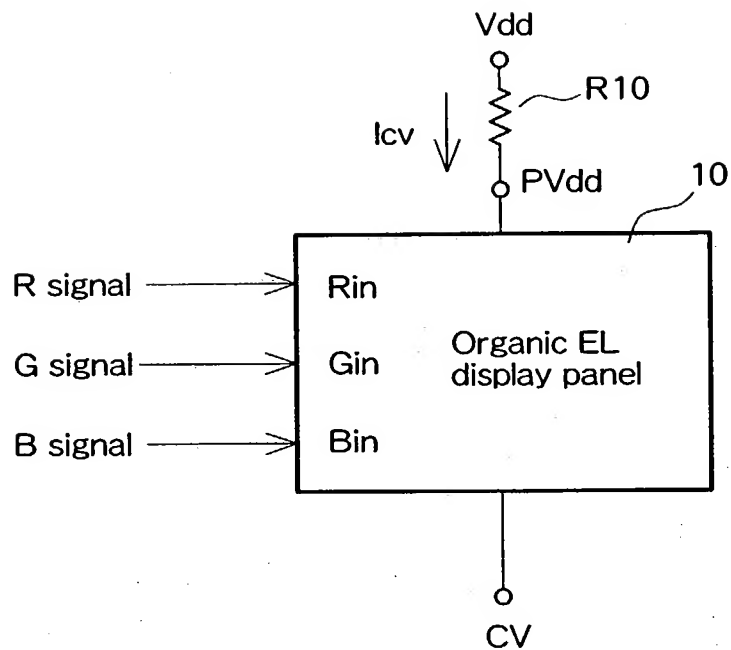 Vdd
R10
Icv
PVdd
10
R signal
Rin
G signal
Gin
Organic EL
display panel
B signal
Bin
CV